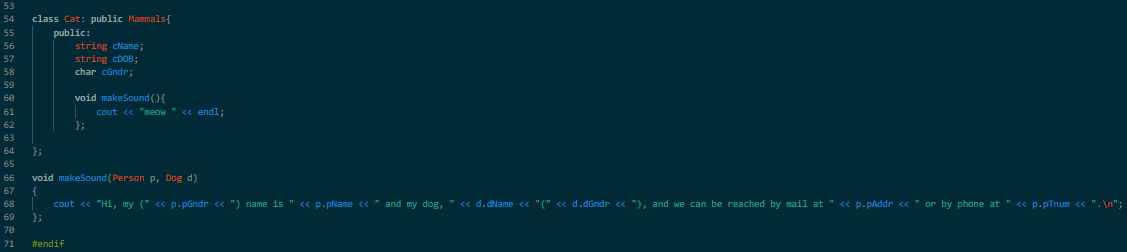 53
54 class Cat: public Mammals{
55 public:
56 string cName;
57 string cDOB;
58 char cGndr;
59
60 void makeSound(){
61 cout << "meow " << endl;
62 };
63
64 };
65
66 void makeSound(Person p, Dog d)
67 {
68 cout << "Hi, my (" << p.pGndr << ") name is " << p.pName << " and my dog, " << d.dName << "(" << d.dGndr << "), and we can be reached by mail at " << p.pAddr << " or by phone at " << p.pTnum << ".\n";
69 };
70
71 #endif